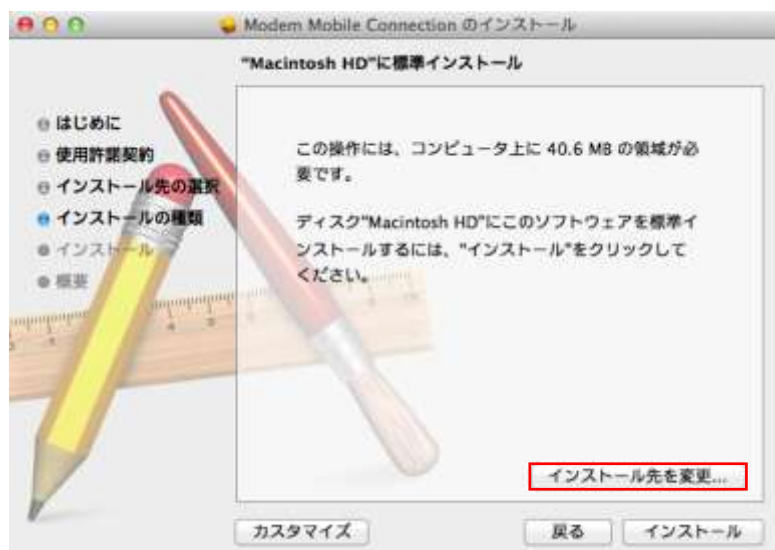 Modem Mobile Connection のインストール
"Macintosh HD"に標準インストール
はじめに
使用許諾契約
インストール先の選択
インストールの種類
インストール
概要
この操作には、コンピュータ上に 40.6 MB の領域が必
要です。
ディスク"Macintosh HD"にこのソフトウェアを標準イ
ンストールするには、"インストール"をクリックして
ください。
インストール先を変更...
カスタマイズ
戻る
インストール